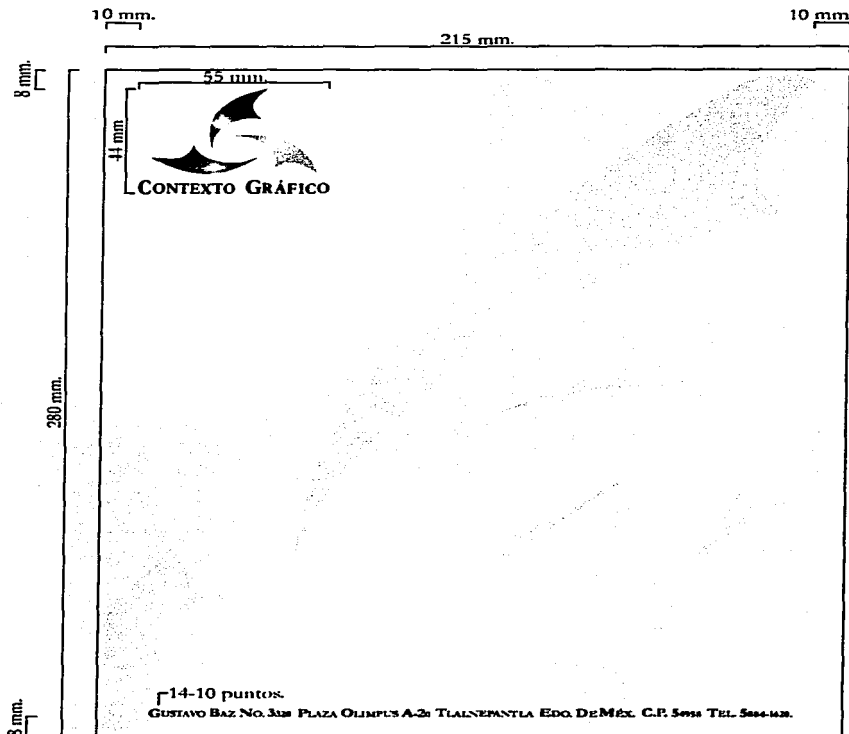 10 mm.
10 mm.
215 mm.
8 mm.
55 mm.
44 mm
CONTEXTO GRÁFICO
280 mm.
14-10 puntos.
8 mm.
GUSTAVO BAZ NO. PLAZA OLIMPUS TLALNEPANTLA EDO. DE MÉX. C.P. TEL.